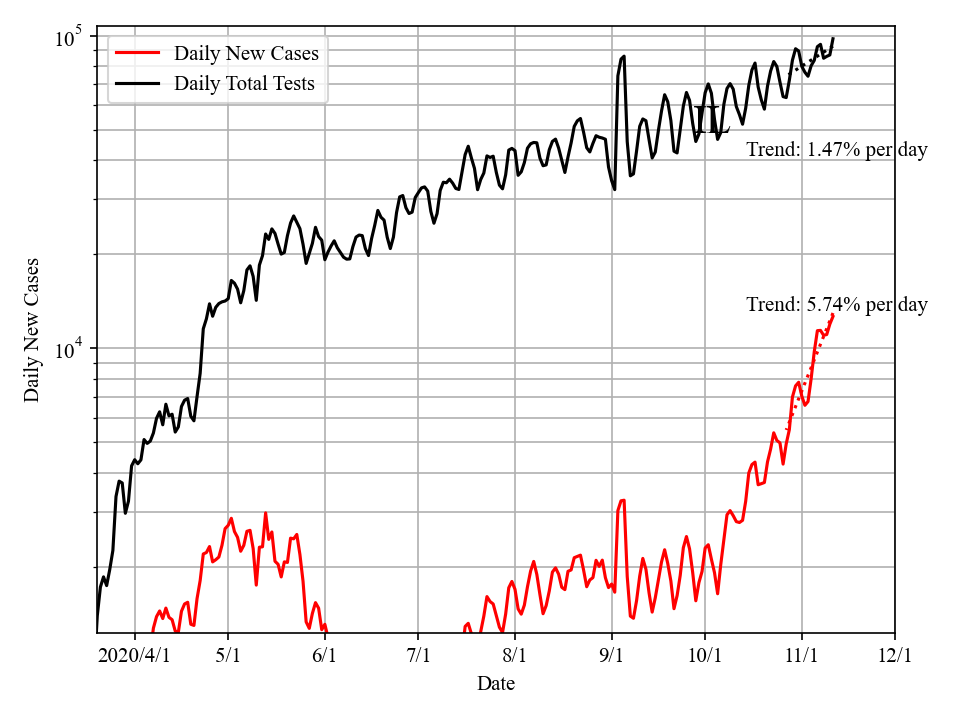 Daily New Cases
Daily Total Tests
10^5
10^4
IL
Trend: 1.47% per day
Trend: 5.74% per day
Daily New Cases
2020/4/1 5/1 6/1 7/1 8/1 9/1 10/1 11/1 12/1
Date